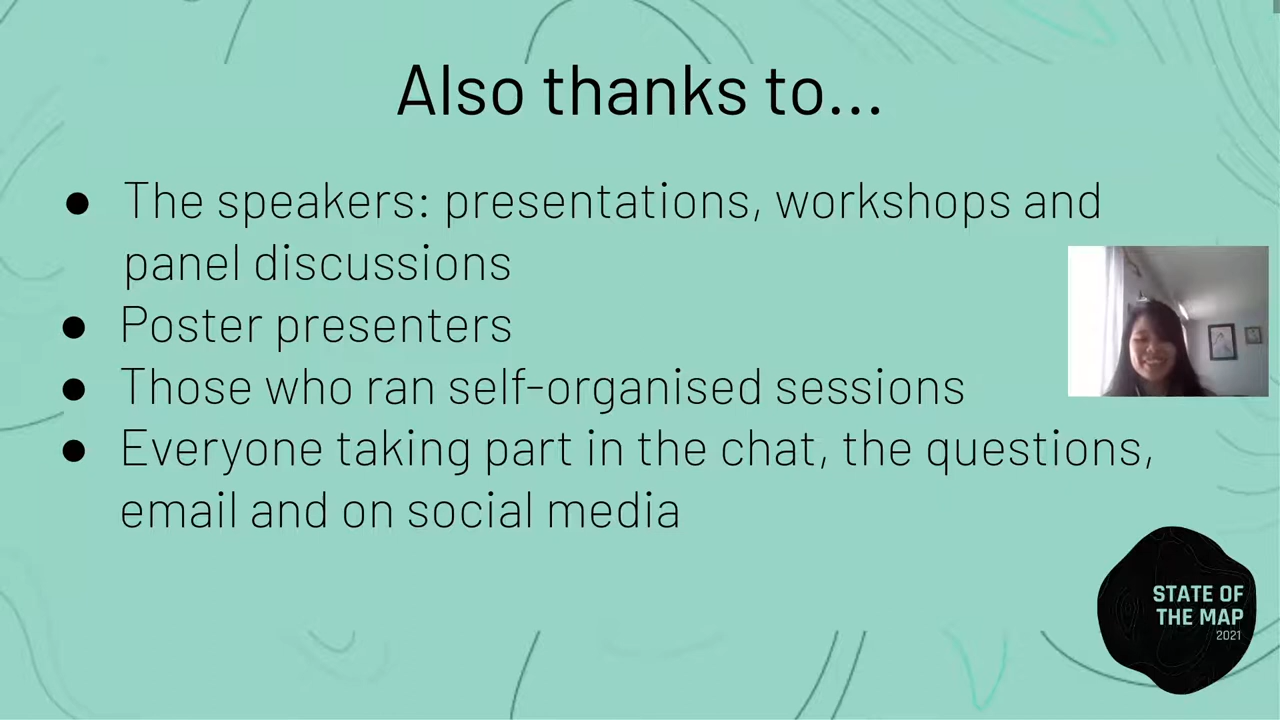 Also thanks to...
● The speakers: presentations, workshops and
panel discussions
● Poster presenters
● Those who ran self-organised sessions
● Everyone taking part in the chat, the questions,
email and on social media
STATE OF
THE MAP
2021